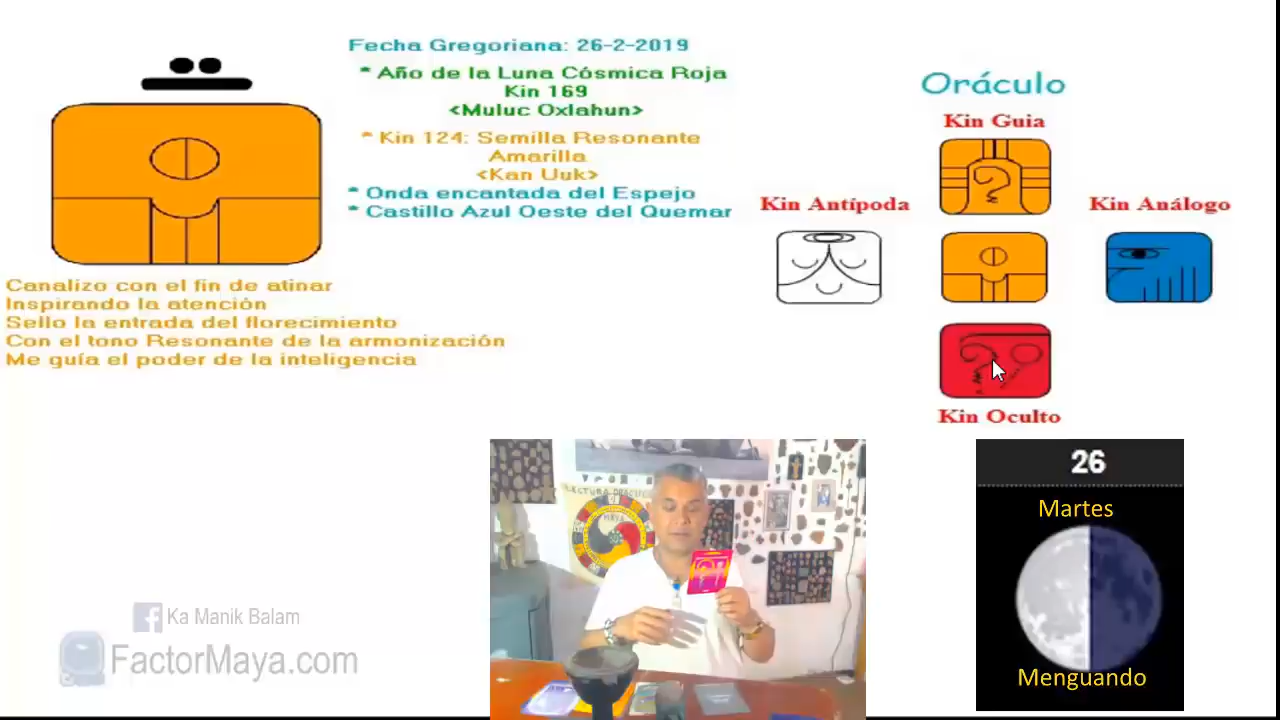 Fecha Gregoriana: 26-2-2019
* Año de la Luna Cósmica Roja
Kin 169
<Muluc Oxlahun>
* Kin 124: Semilla Resonante
Amarilla
<Kan Uuk>
* Onda encantada del Espejo
* Castillo Azul Oeste del Quemar
Canalizo con el fin de atinar
Inspirando la atención
Sello la entrada del florecimiento
Con el tono Resonante de la armonización
Me guía el poder de la inteligencia
Oráculo
Kin Guia
Kin Antípoda
Kin Análogo
Kin Oculto
LECTURA
MAYA
26
Martes
Menguando
Ka Manik Balam
FactorMaya.com